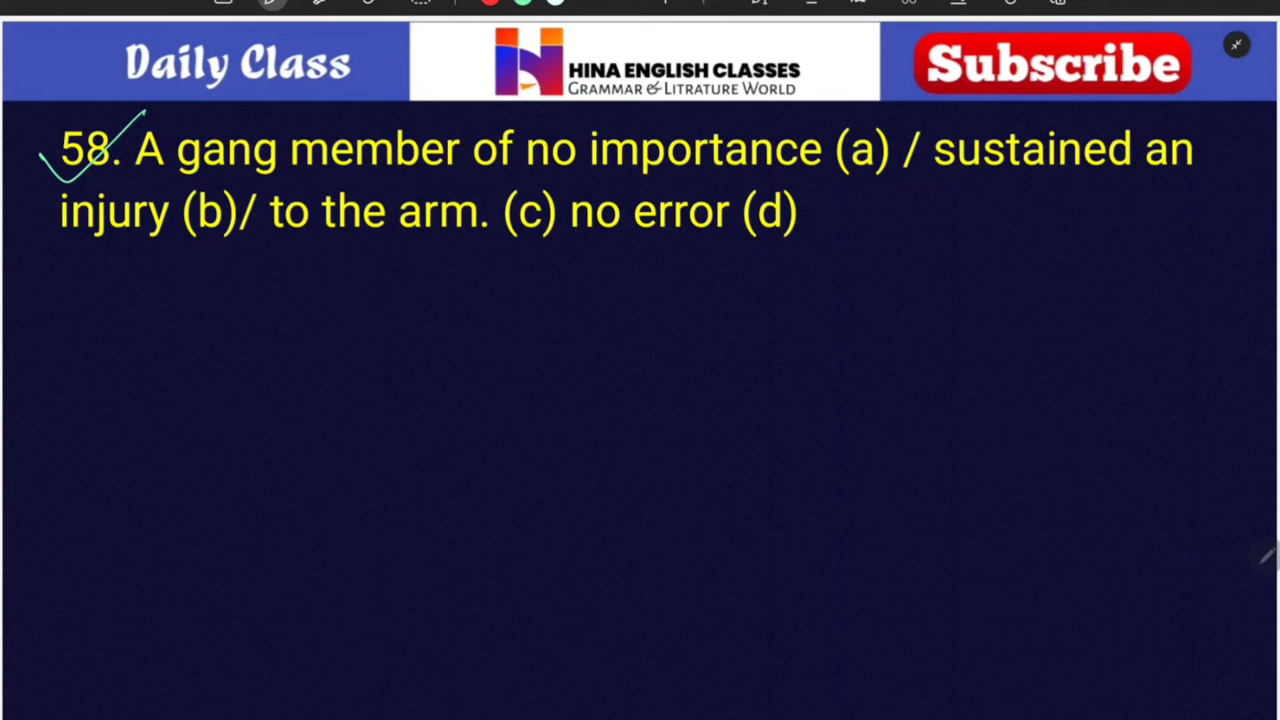 Daily Class
HINA ENGLISH CLASSES
GRAMMAR & LITRATURE WORLD
Subscribe
58. A gang member of no importance (a) / sustained an
injury (b)/ to the arm. (c) no error (d)